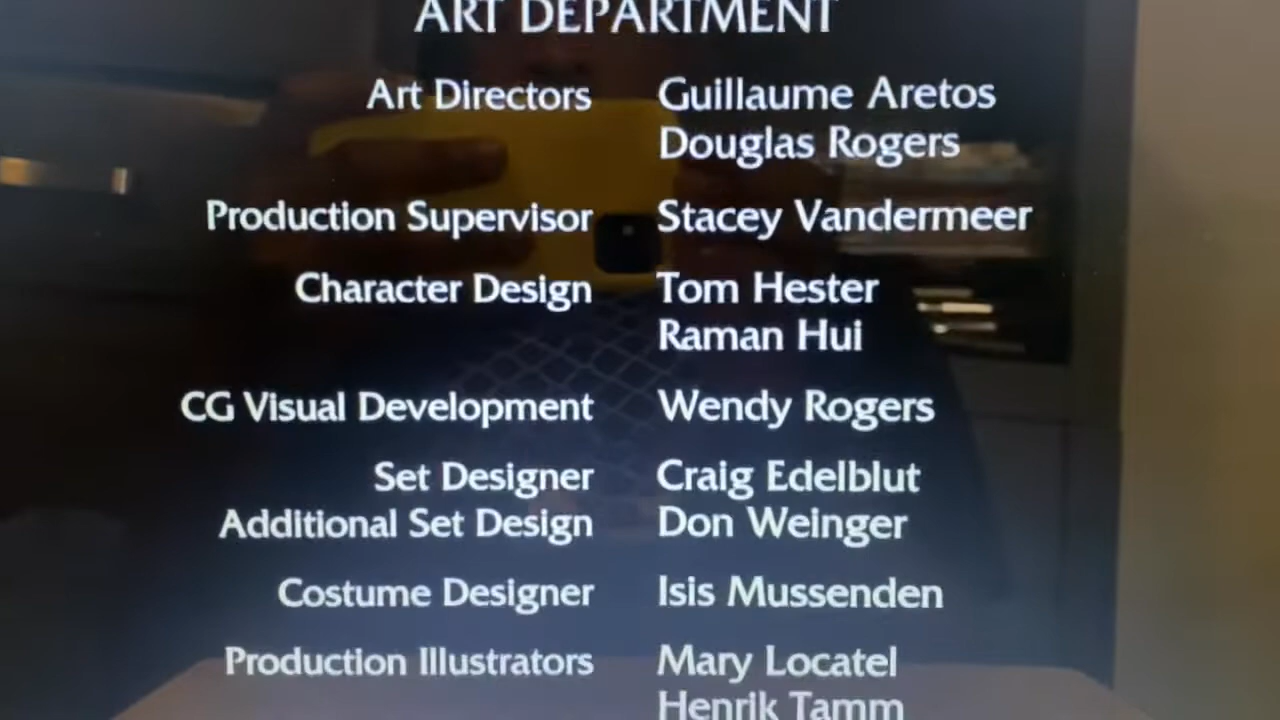 ART DEPARTMENT
Art Directors Guillaume Aretos
Douglas Rogers
Production Supervisor Stacey Vandermeer
Character Design Tom Hester
Raman Hui
CG Visual Development Wendy Rogers
Set Designer Craig Edelblut
Additional Set Design Don Weinger
Costume Designer Isis Mussenden
Production Illustrators Mary Locatel
Henrik Tamm